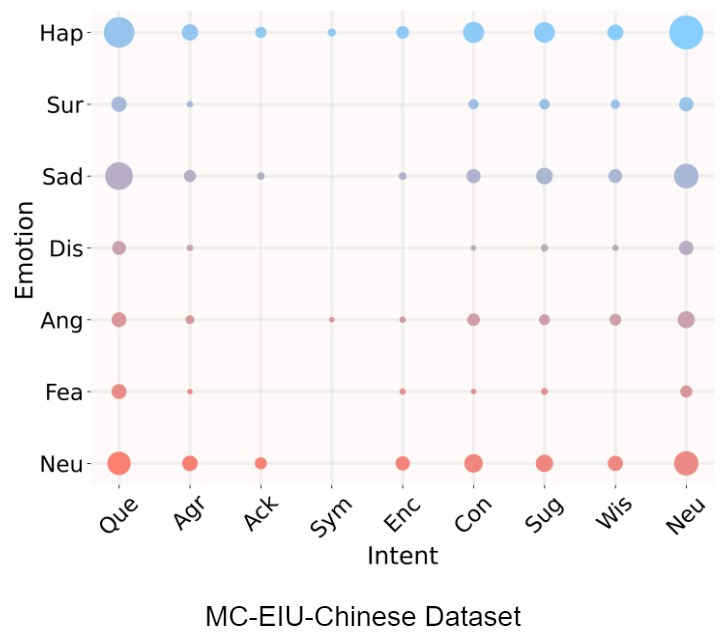 Hap
Sur
Sad
Dis
Ang
Fea
Neu
Emotion
Que Agr Ack Sym Enc Con Sug Wis Neu
Intent
MC-EIU-Chinese Dataset